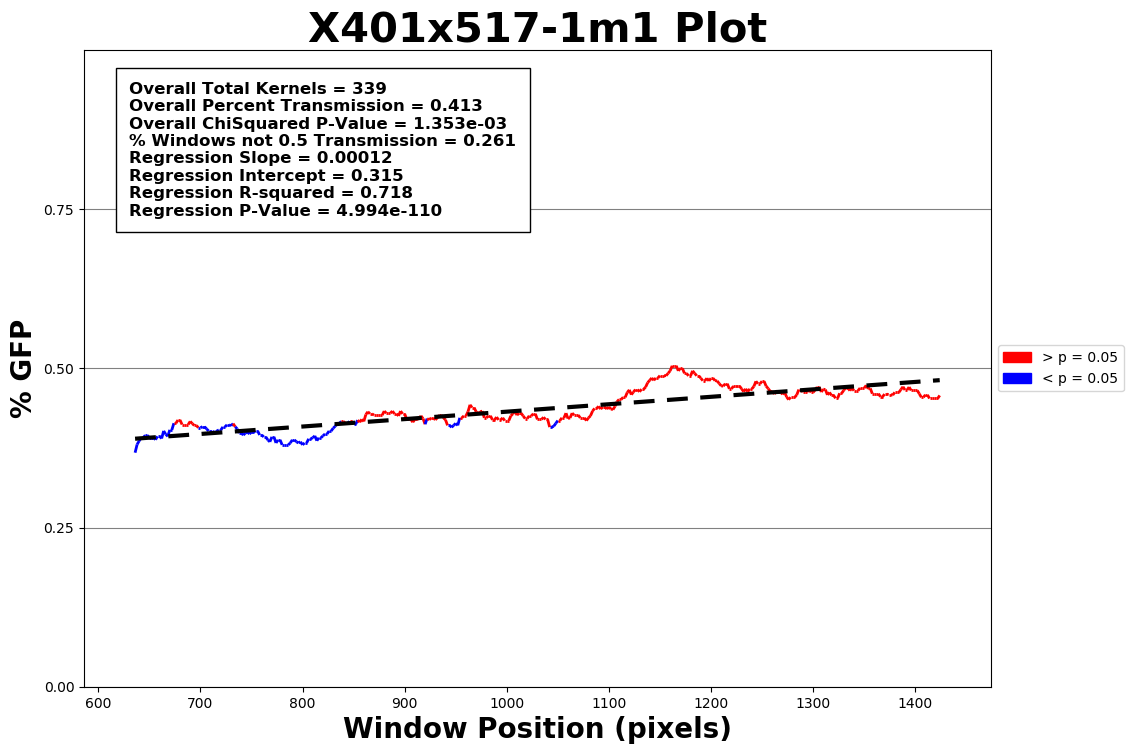 X401x517-1m1 Plot
Overall Total Kernels = 339
Overall Percent Transmission = 0.413
Overall ChiSquared P-Value = 1.353e-03
% Windows not 0.5 Transmission = 0.261
Regression Slope = 0.00012
Regression Intercept = 0.315
Regression R-squared = 0.718
Regression P-Value = 4.994e-110
% GFP
0.75
0.50
0.25
0.00
> p = 0.05
< p = 0.05
600 700 800 900 1000 1100 1200 1300 1400
Window Position (pixels)